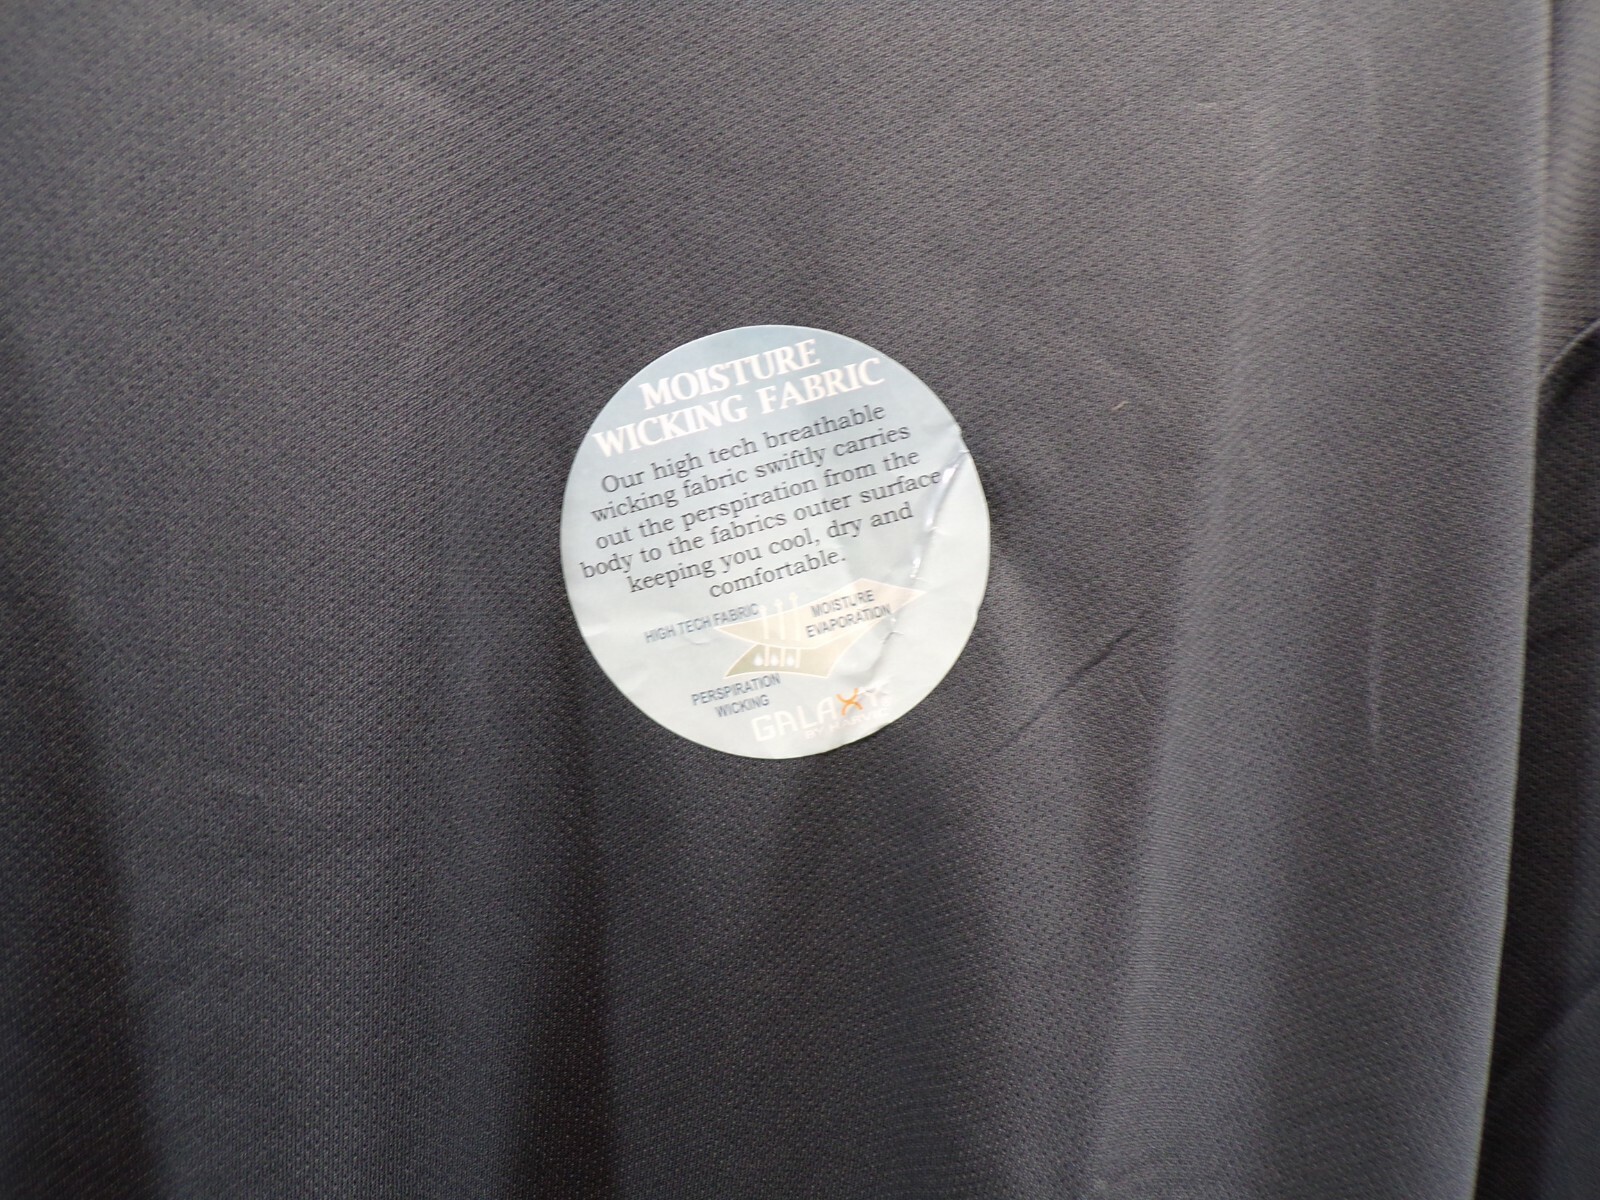 MOISTURE
WICKING FABRIC
Our high tech breathable
wicking fabric swiftly carries
out the perspiration from the
body to the fabrics outer surface
keeping you cool, dry and
comfortable.
HIGH TECH FABRIC
MOISTURE
EVAPORATION
PERSPIRATION
WICKING
GALAXY
BY